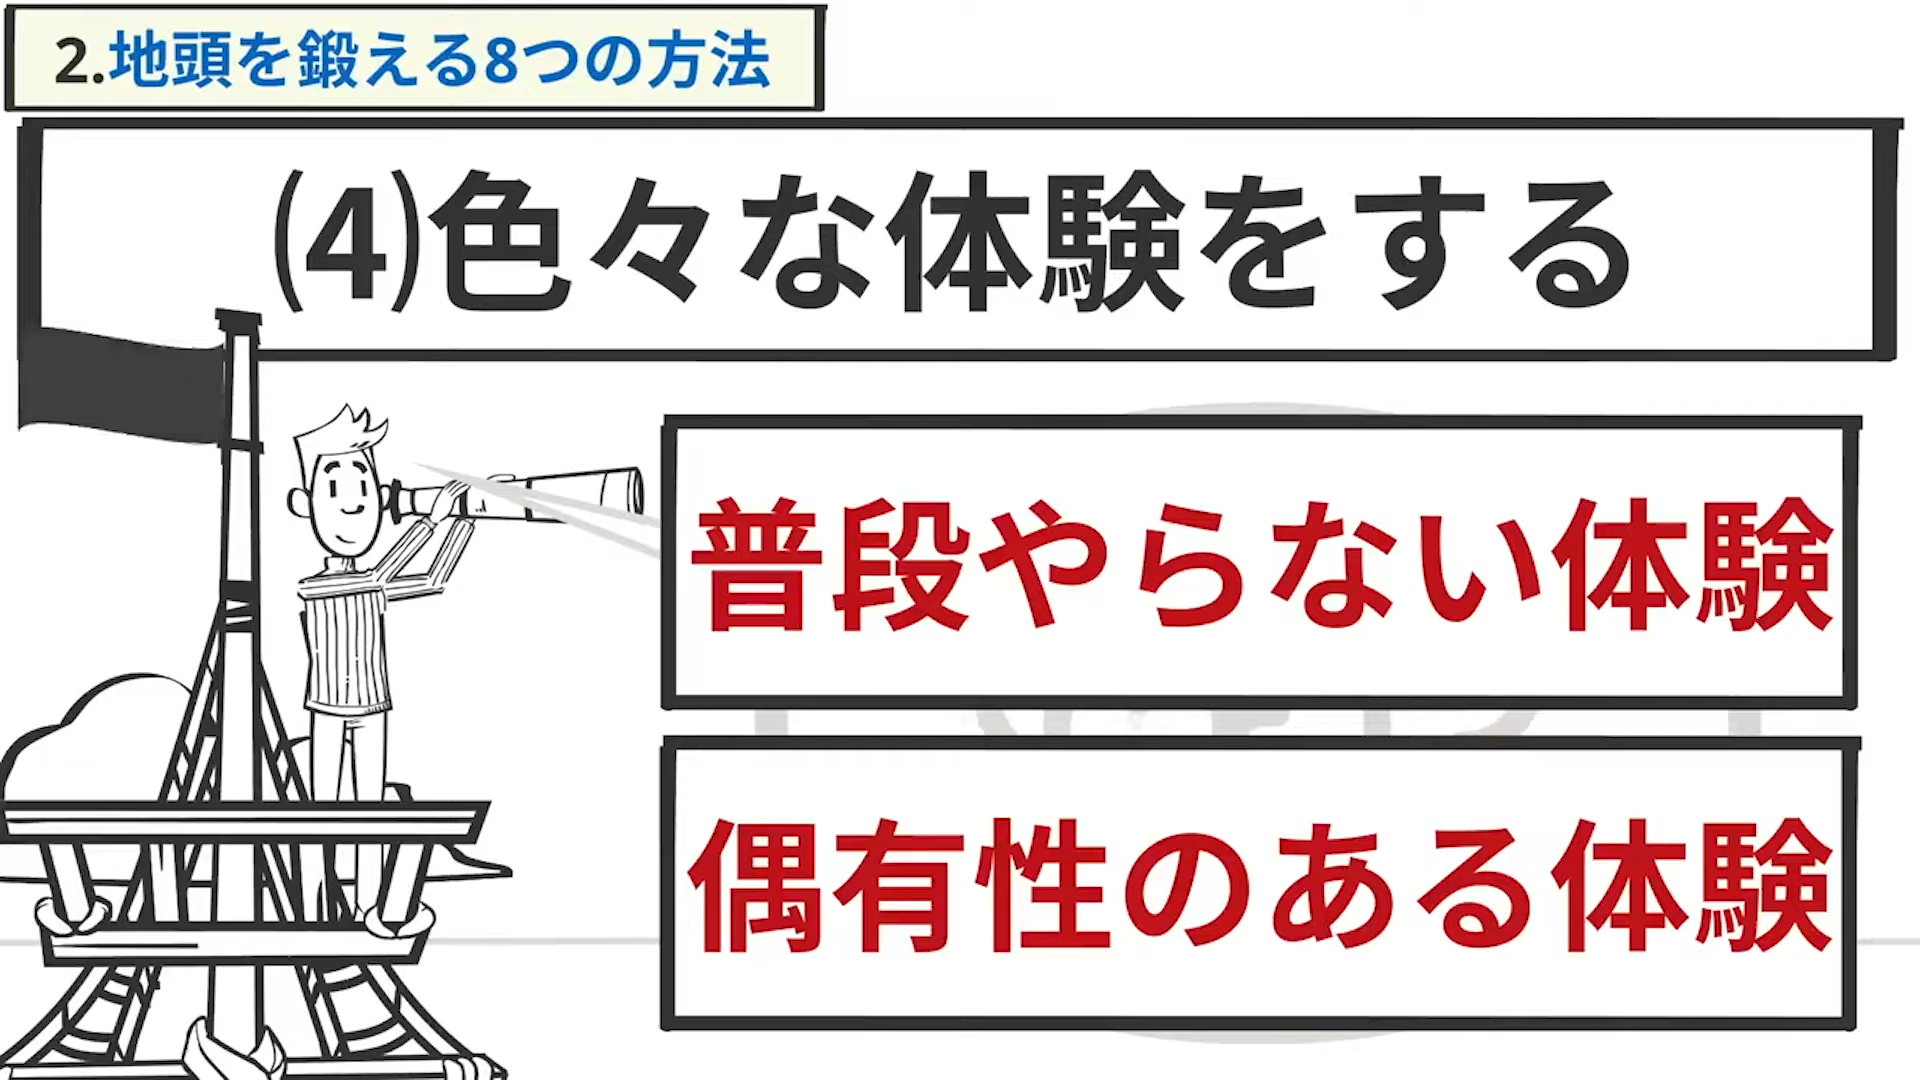 2.地頭を鍛える8つの方法
(4)色々な体験をする
普段やらない体験
偶有性のある体験